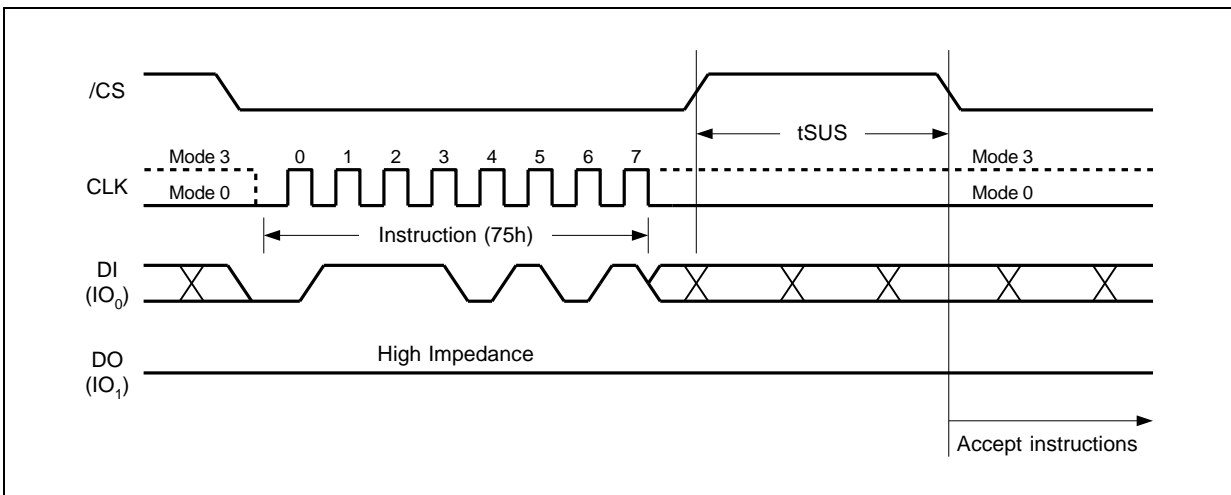 /CS
tSUS
Mode 3 0 1 2 3 4 5 6 7 Mode 3
CLK
Mode 0 Mode 0
Instruction (75h)
DI
(IO0)
High Impedance
DO
(IO1)
Accept instructions